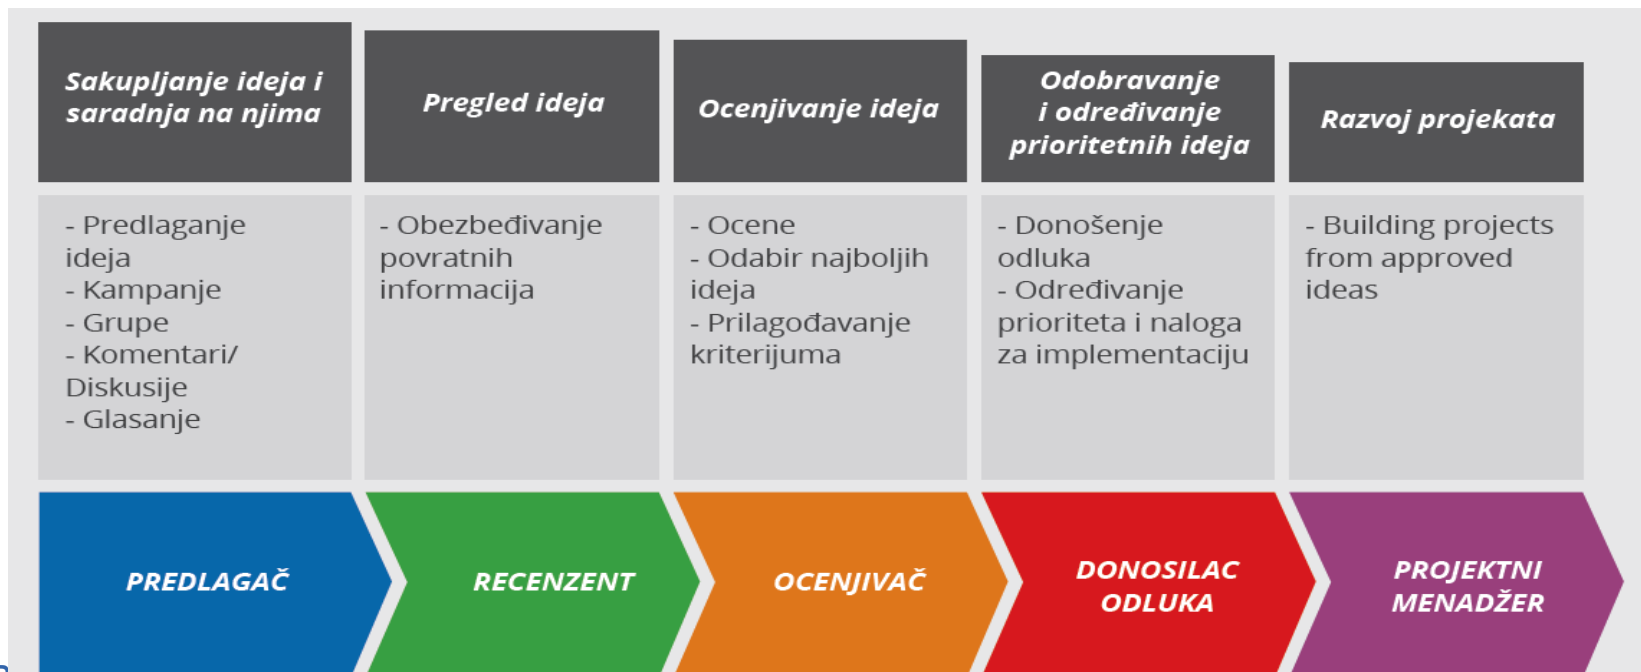 Sakupljanje ideja i
saradnja na njima
Pregled ideja
Ocenjivanje ideja
Odobravanje
i određivanje
prioritetnih ideja
Razvoj projekata
- Predlaganje
ideja
- Kampanje
- Grupe
- Komentari/
Diskusije
- Glasanje
- Obezbeđivanje
povratnih
informacija
- Ocene
- Odabir najboljih
ideja
- Prilagođavanje
kriterijuma
- Donošenje
odluka
- Određivanje
prioriteta i naloga
za implementaciju
- Building projects
from approved
ideas
PREDLAGAČ
RECENZENT
OCENJIVAČ
DONOSILAC
ODLUKA
PROJEKTNI
MENADŽER